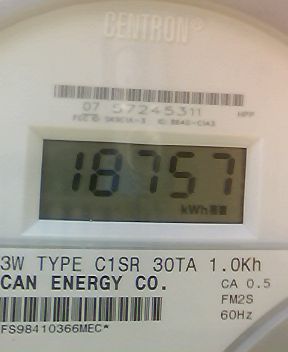 CENTRON®
07 57245311 HPP
18757
kWh
3W TYPE C1SR 30TA 1.0Kh
CAN ENERGY CO.
CA 0.5
FM2S
60Hz
FS98410366MEC*